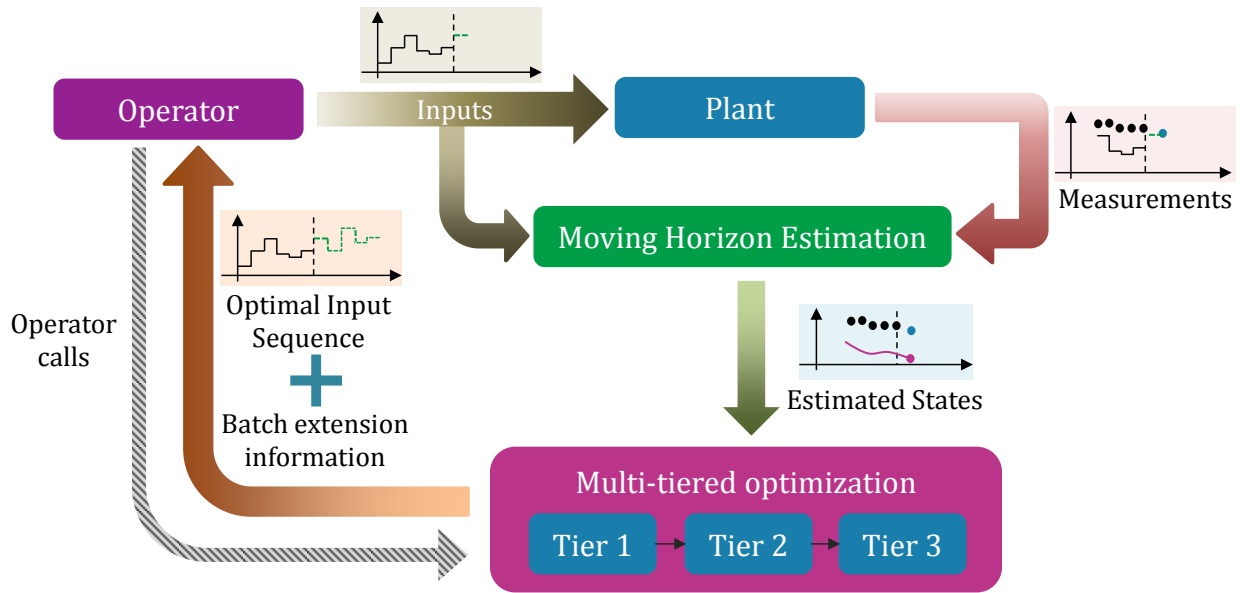 Operator
Inputs
Plant
Measurements
Moving Horizon Estimation
Optimal Input
Sequence
Operator
calls
Batch extension
information
Estimated States
Multi-tiered optimization
Tier 1
Tier 2
Tier 3